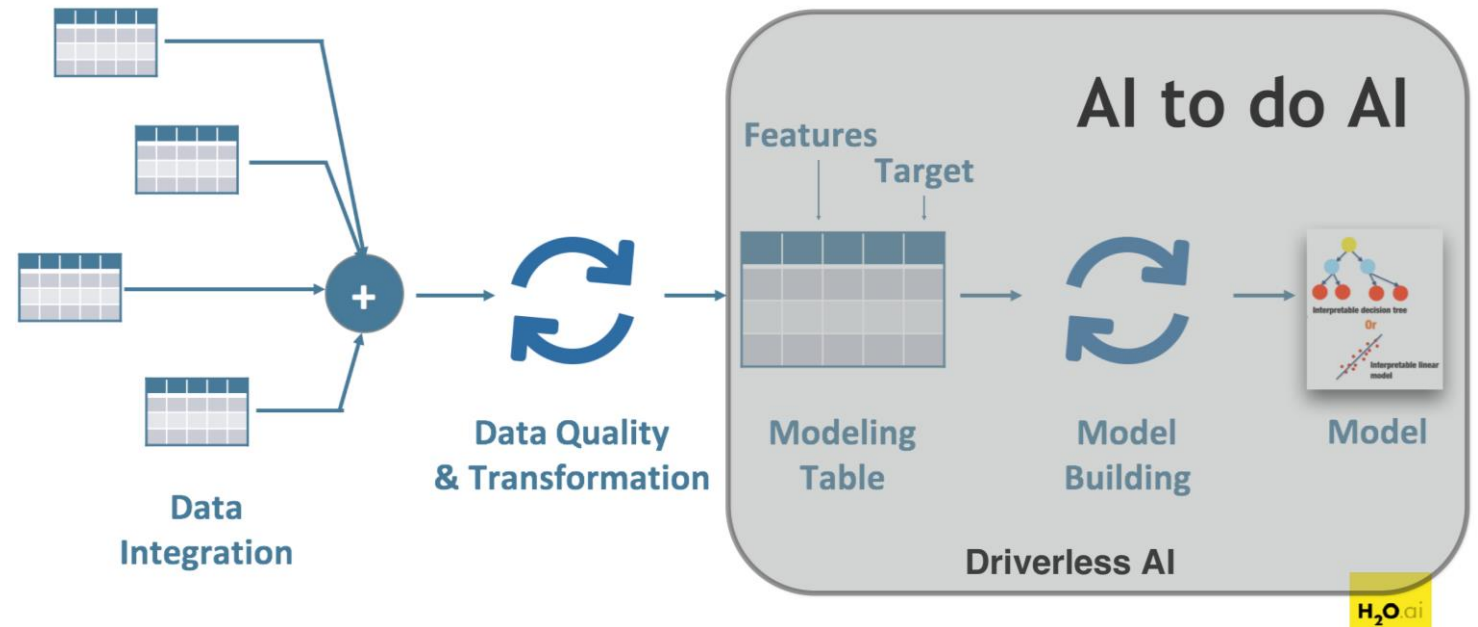 AI to do AI
Features
Target
+
Interpretable decision tree
Or
Interpretable linear
model
Data Quality
& Transformation
Modeling
Table
Model
Building
Model
Data
Integration
Driverless AI
H₂O.ai